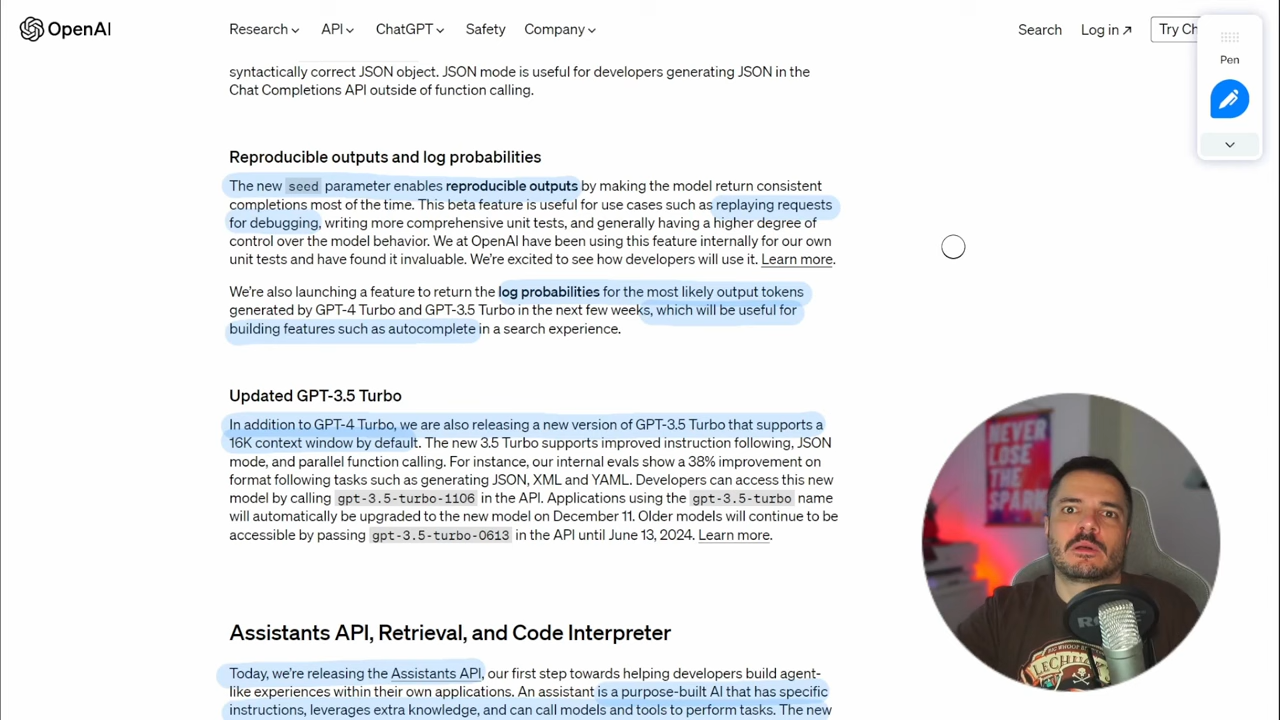 OpenAI
Research
API
ChatGPT
Safety
Company
Search
Log in ↗
Try Ch
Pen
syntactically correct JSON object. JSON mode is useful for developers generating JSON in the
Chat Completions API outside of function calling.
Reproducible outputs and log probabilities
The new seed parameter enables reproducible outputs by making the model return consistent
completions most of the time. This beta feature is useful for use cases such as replaying requests
for debugging, writing more comprehensive unit tests, and generally having a higher degree of
control over the model behavior. We at OpenAI have been using this feature internally for our own
unit tests and have found it invaluable. We're excited to see how developers will use it. Learn more.
We're also launching a feature to return the log probabilities for the most likely output tokens
generated by GPT-4 Turbo and GPT-3.5 Turbo in the next few weeks, which will be useful for
building features such as autocomplete in a search experience.
Updated GPT-3.5 Turbo
In addition to GPT-4 Turbo, we are also releasing a new version of GPT-3.5 Turbo that supports a
16K context window by default. The new 3.5 Turbo supports improved instruction following, JSON
mode, and parallel function calling. For instance, our internal evals show a 38% improvement on
format following tasks such as generating JSON, XML and YAML. Developers can access this new
model by calling gpt-3.5-turbo-1106 in the API. Applications using the gpt-3.5-turbo name
will automatically be upgraded to the new model on December 11. Older models will continue to be
accessible by passing gpt-3.5-turbo-0613 in the API until June 13, 2024. Learn more.
Assistants API, Retrieval, and Code Interpreter
Today, we're releasing the Assistants API, our first step towards helping developers build agent-
like experiences within their own applications. An assistant is a purpose-built AI that has specific
instructions, leverages extra knowledge, and can call models and tools to perform tasks. The new
NEVER
LOSE
THE
SPARK